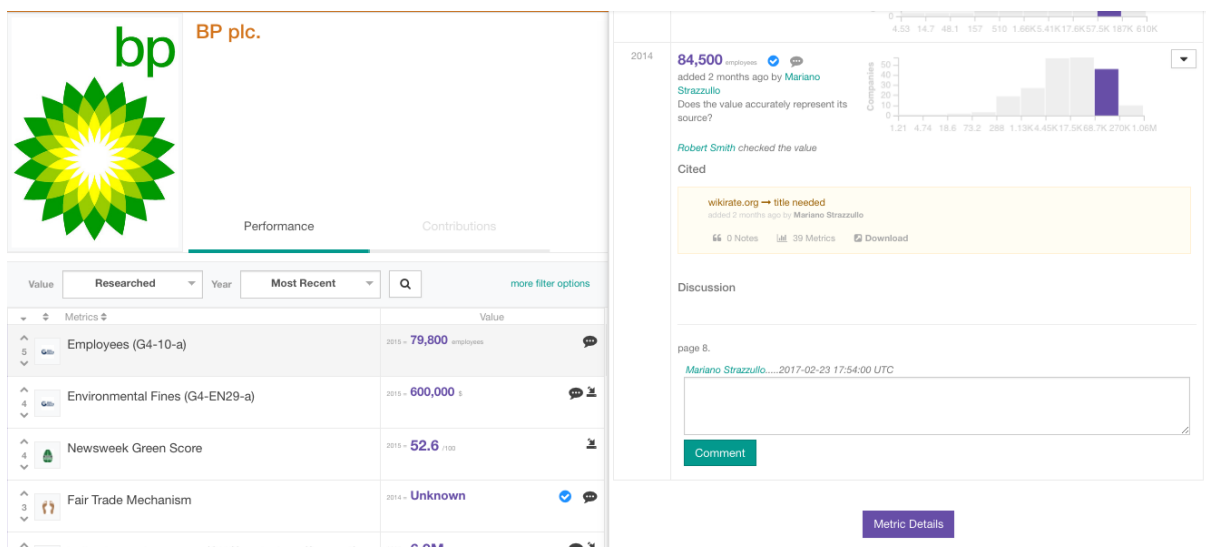 bp
BP plc.
Performance
Contributions
Value
Researched
Year
Most Recent
more filter options
Metrics
Value
5
Employees (G4-10-a)
2015 = 79,800 employees
4
Environmental Fines (G4-EN29-a)
2015 = 600,000 $
4
Newsweek Green Score
2015 = 52.6 /100
3
Fair Trade Mechanism
2014 = Unknown
0
4.53 14.7 48.1 157 510 1.66K 5.41K 17.6K 57.5K 187K 610K
2014
84,500 employees
added 2 months ago by Mariano
Strazzullo
Does the value accurately represent its
source?
Companies
50
40
30
20
10
0
1.21 4.74 18.6 73.2 288 1.13K 4.45K 17.5K 68.7K 270K 1.06M
Robert Smith checked the value
Cited
wikirate.org → title needed
added 2 months ago by Mariano Strazzullo
0 Notes 39 Metrics Download
Discussion
page 8.
Mariano Strazzullo.....2017-02-23 17:54:00 UTC
Comment
Metric Details